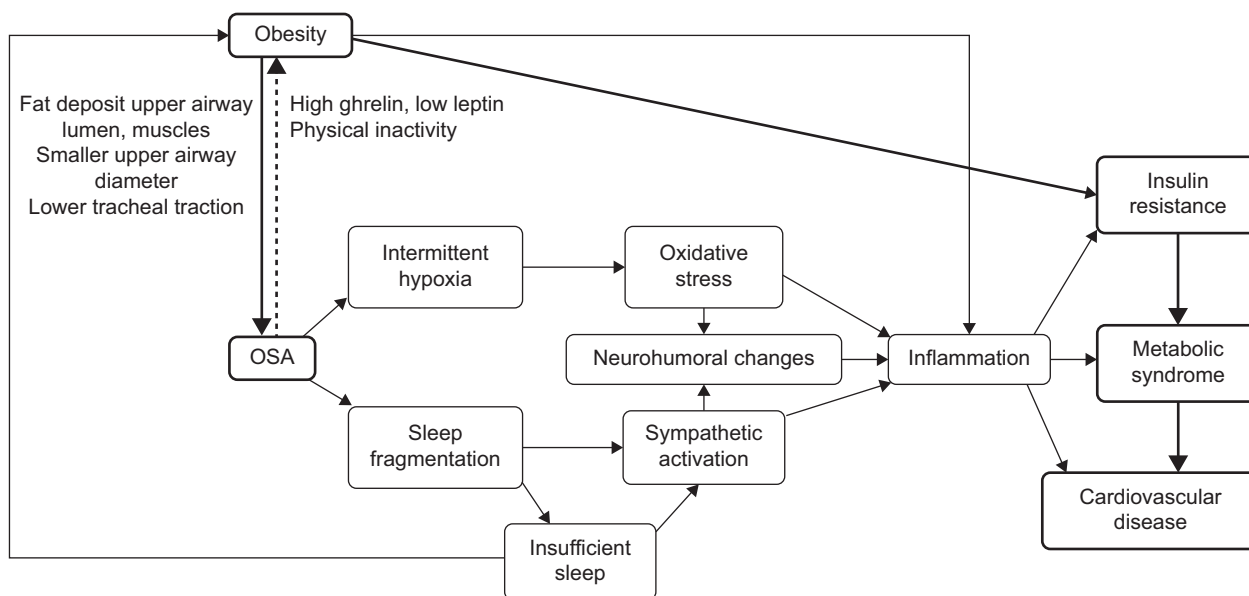 Obesity
Fat deposit upper airway
lumen, muscles
Smaller upper airway
diameter
Lower tracheal traction
High ghrelin, low leptin
Physical inactivity
Insulin
resistance
Intermittent
hypoxia
Oxidative
stress
OSA
Neurohumoral changes
Inflammation
Metabolic
syndrome
Sleep
fragmentation
Sympathetic
activation
Cardiovascular
disease
Insufficient
sleep